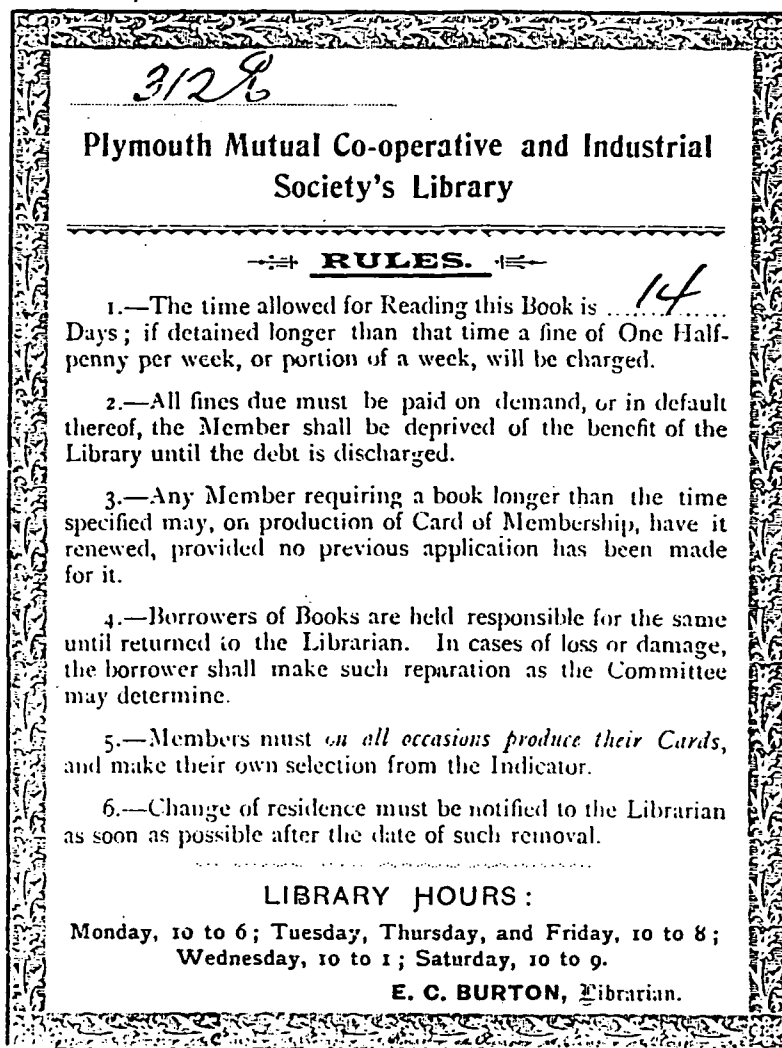 312R
Plymouth Mutual Co-operative and Industrial
Society's Library
RULES.
1.—The time allowed for Reading this Book is 14
Days; if detained longer than that time a fine of One Half-
penny per week, or portion of a week, will be charged.
2.—All fines due must be paid on demand, or in default
thereof, the Member shall be deprived of the benefit of the
Library until the debt is discharged.
3.—Any Member requiring a book longer than the time
specified may, on production of Card of Membership, have it
renewed, provided no previous application has been made
for it.
4.—Borrowers of Books are held responsible for the same
until returned to the Librarian. In cases of loss or damage,
the borrower shall make such reparation as the Committee
may determine.
5.—Members must on all occasions produce their Cards,
and make their own selection from the Indicator.
6.—Change of residence must be notified to the Librarian
as soon as possible after the date of such removal.
LIBRARY HOURS:
Monday, 10 to 6; Tuesday, Thursday, and Friday, 10 to 8;
Wednesday, 10 to 1; Saturday, 10 to 9.
E. C. BURTON, Librarian.